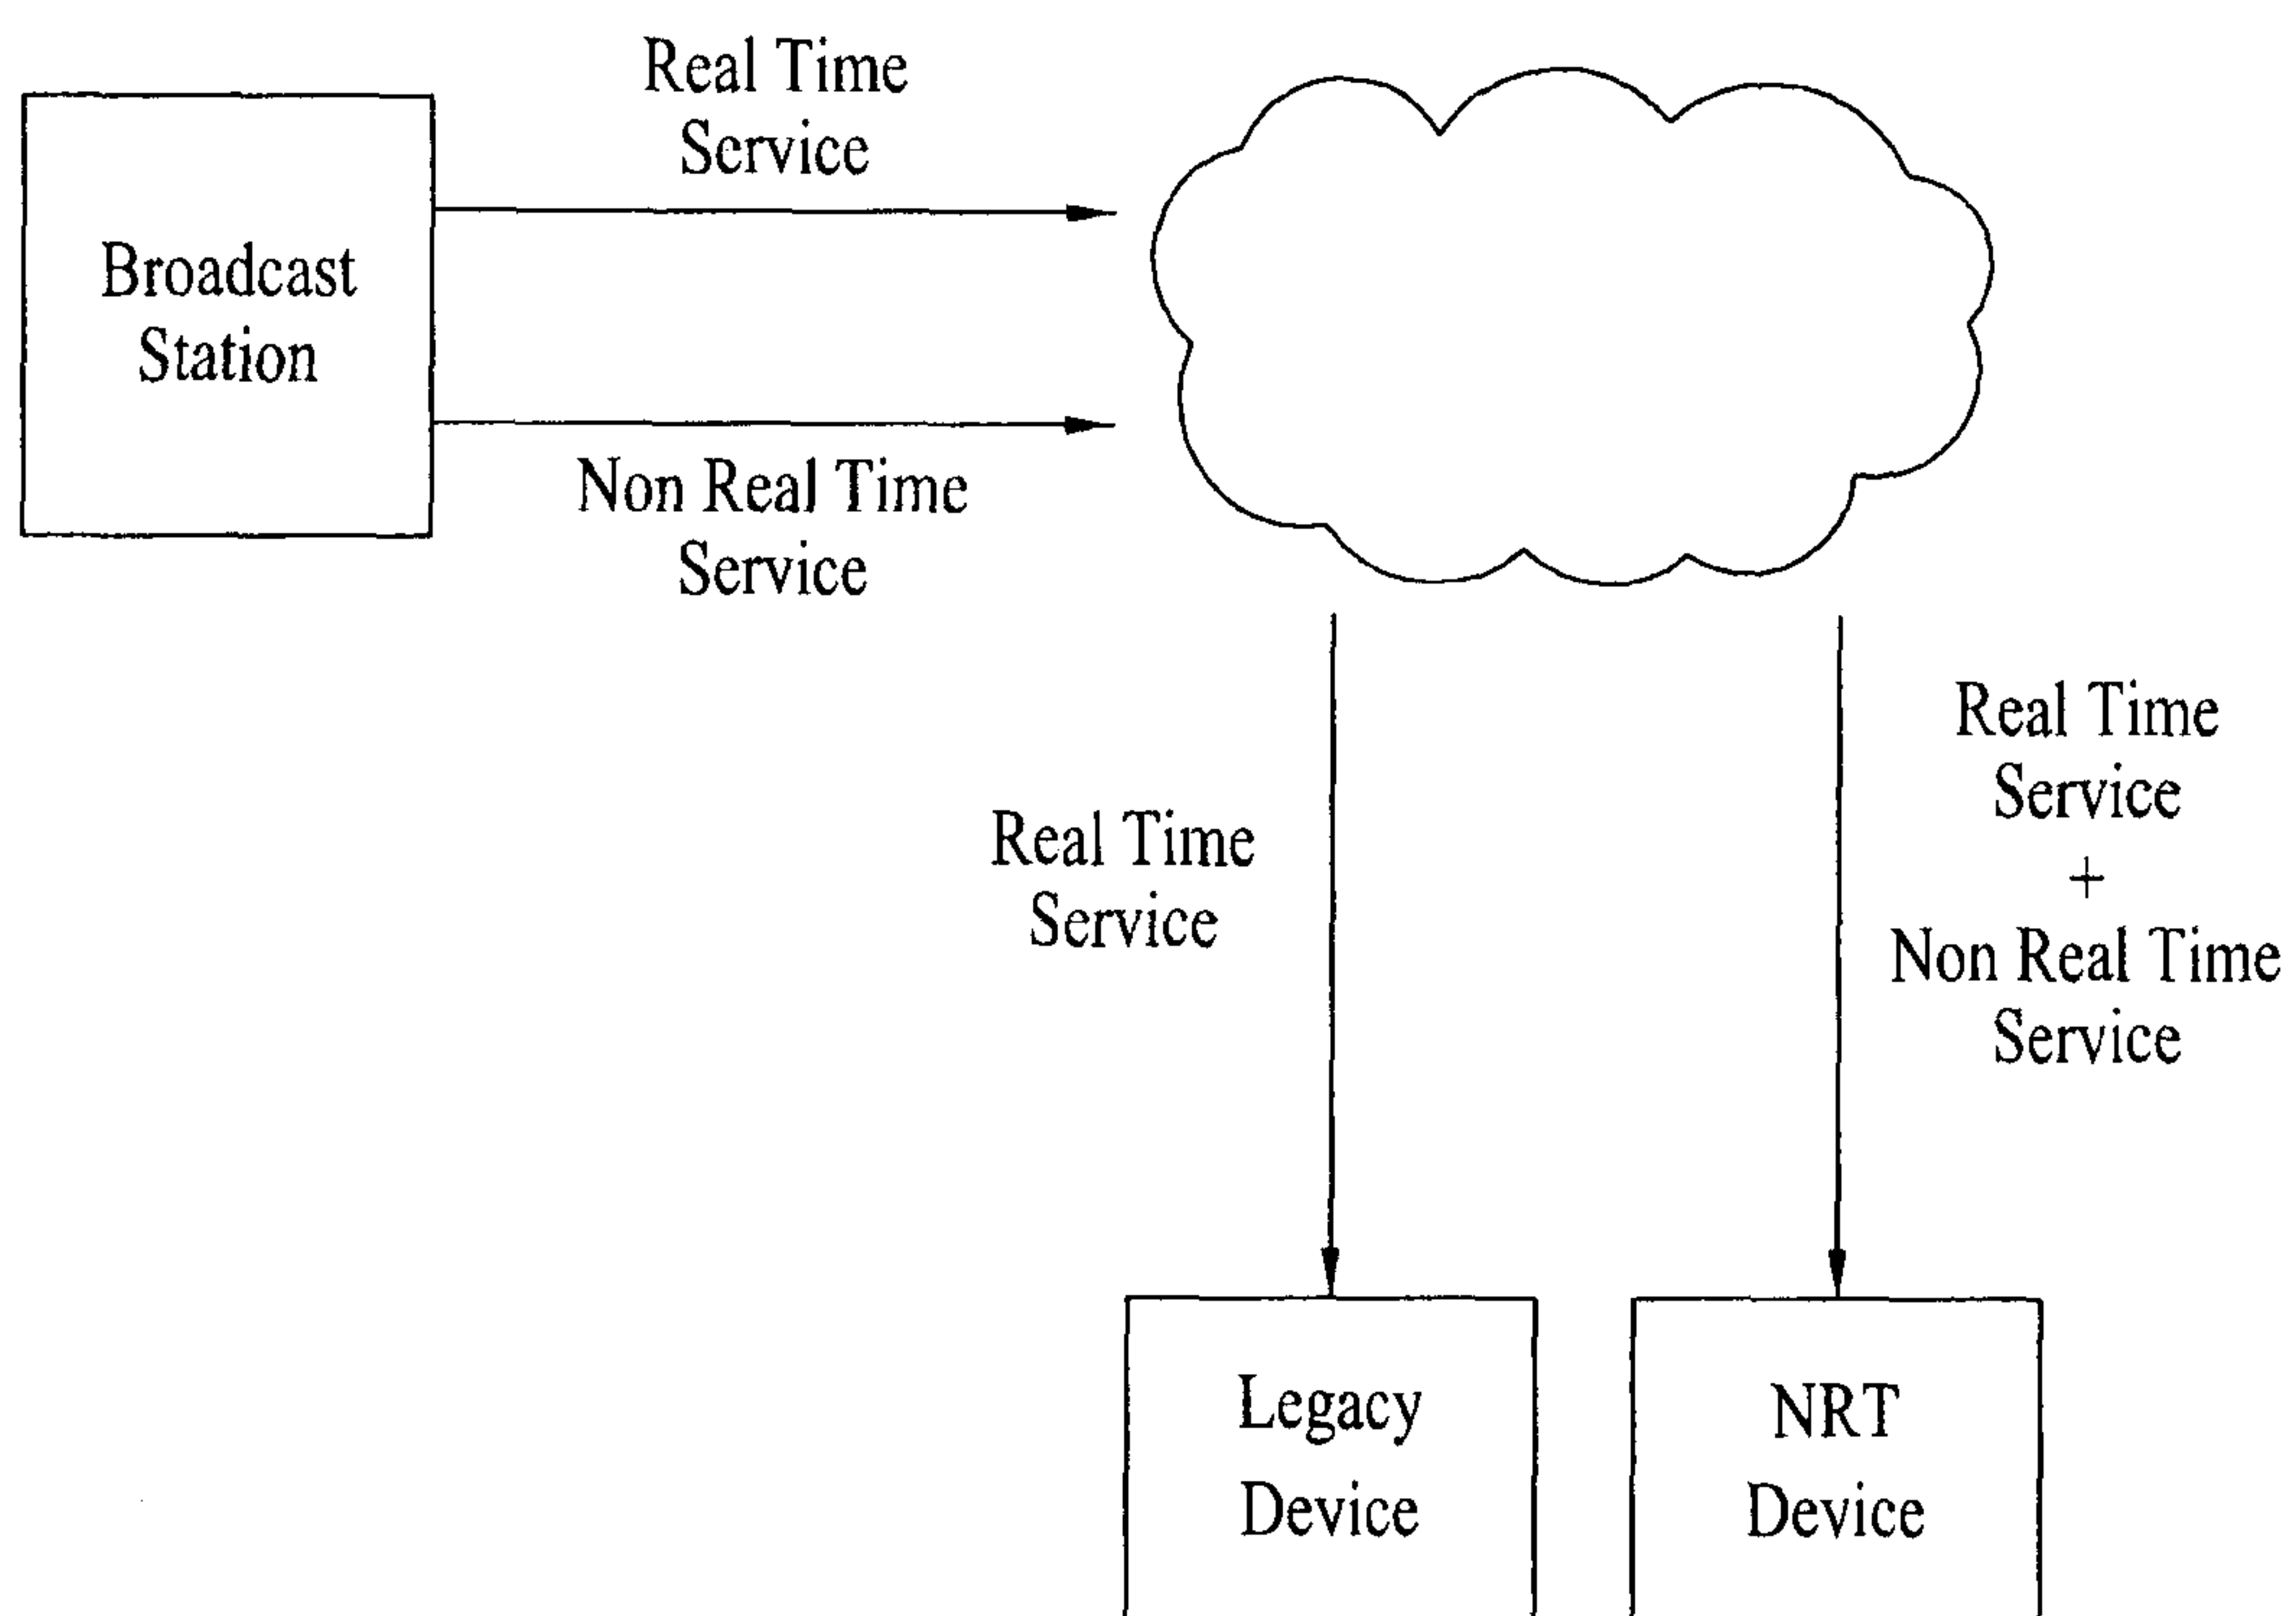 Real Time
Service
Broadcast
Station
Non Real Time
Service
Real Time
Service
Real Time
Service
+
Non Real Time
Service
Legacy
Device
NRT
Device